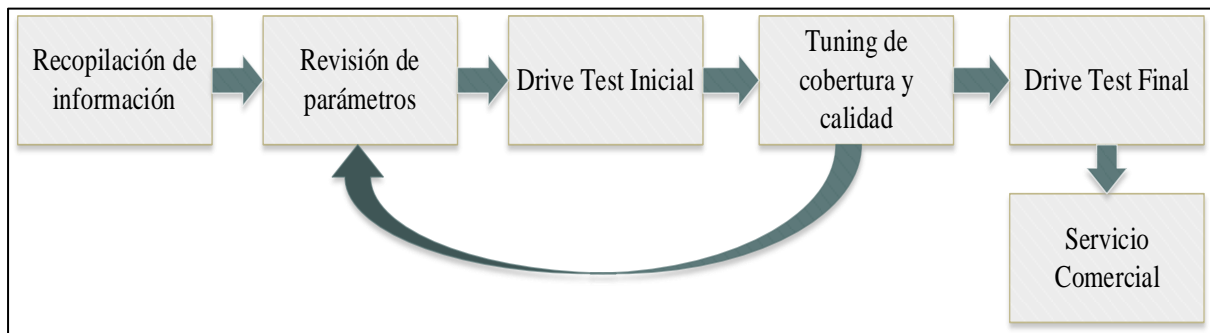 Recopilación de
información
Revisión de
parámetros
Drive Test Inicial
Tuning de
cobertura y
calidad
Drive Test Final
Servicio
Comercial